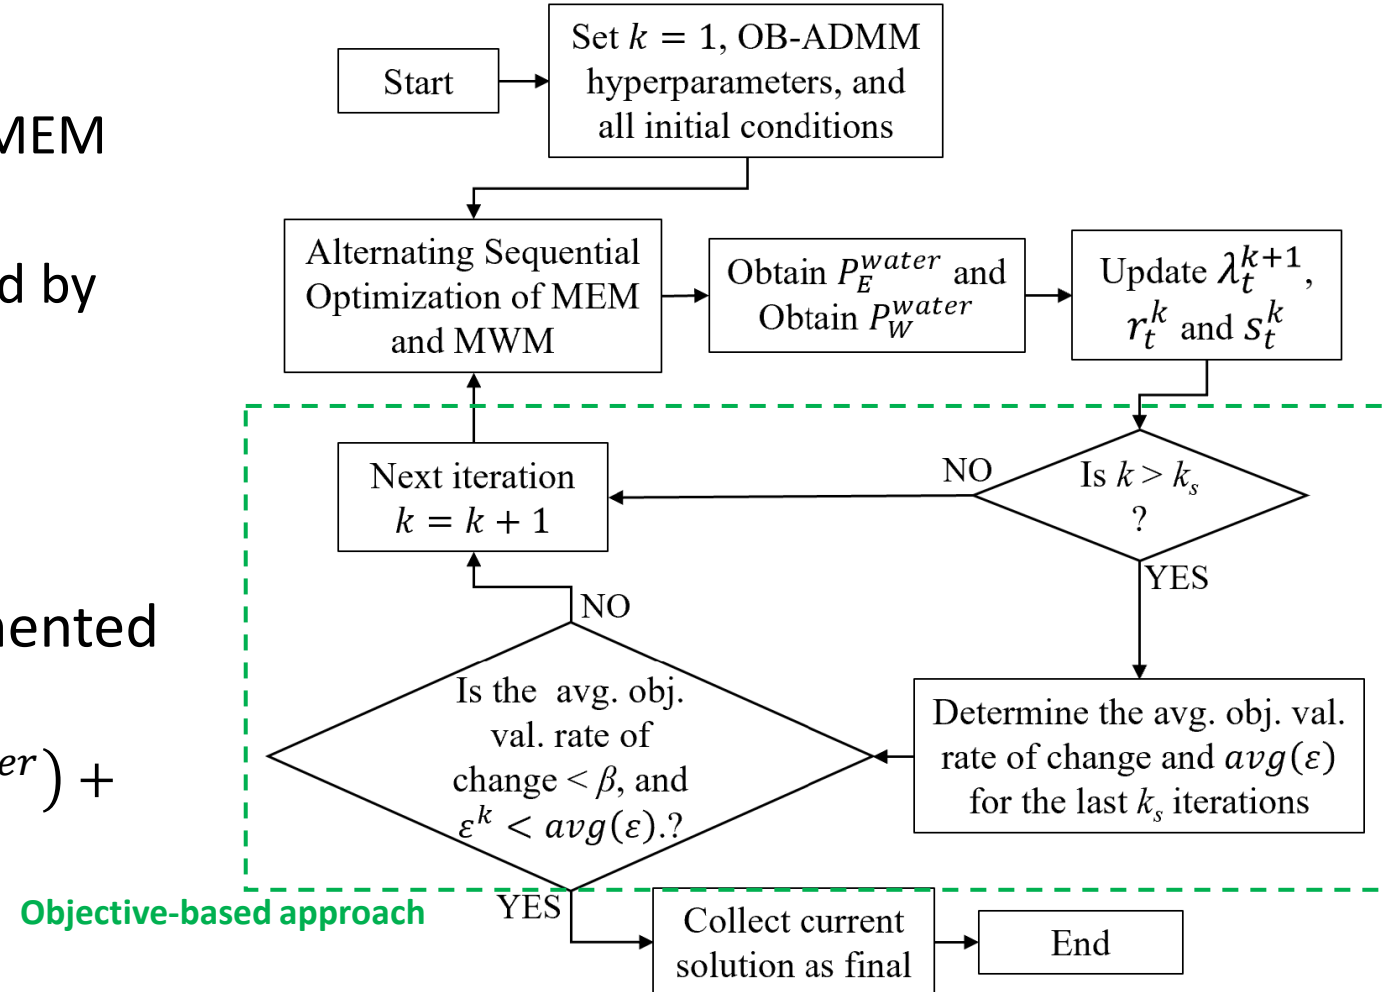 Set k = 1, OB-ADMM
hyperparameters, and
all initial conditions
Start
MEM
Alternating Sequential
Optimization of MEM
and MWM
Obtain P_E^{water} and
Obtain P_W^{water}
Update λ_t^{k+1},
r_t^k and s_t^k
d by
Next iteration
k = k + 1
NO
Is k > k_s
?
YES
NO
Is the avg. obj.
val. rate of
change < β, and
ε^k < avg(ε).?
Determine the avg. obj. val.
rate of change and avg(ε)
for the last k_s iterations
nented
er) +
Objective-based approach
YES
Collect current
solution as final
End